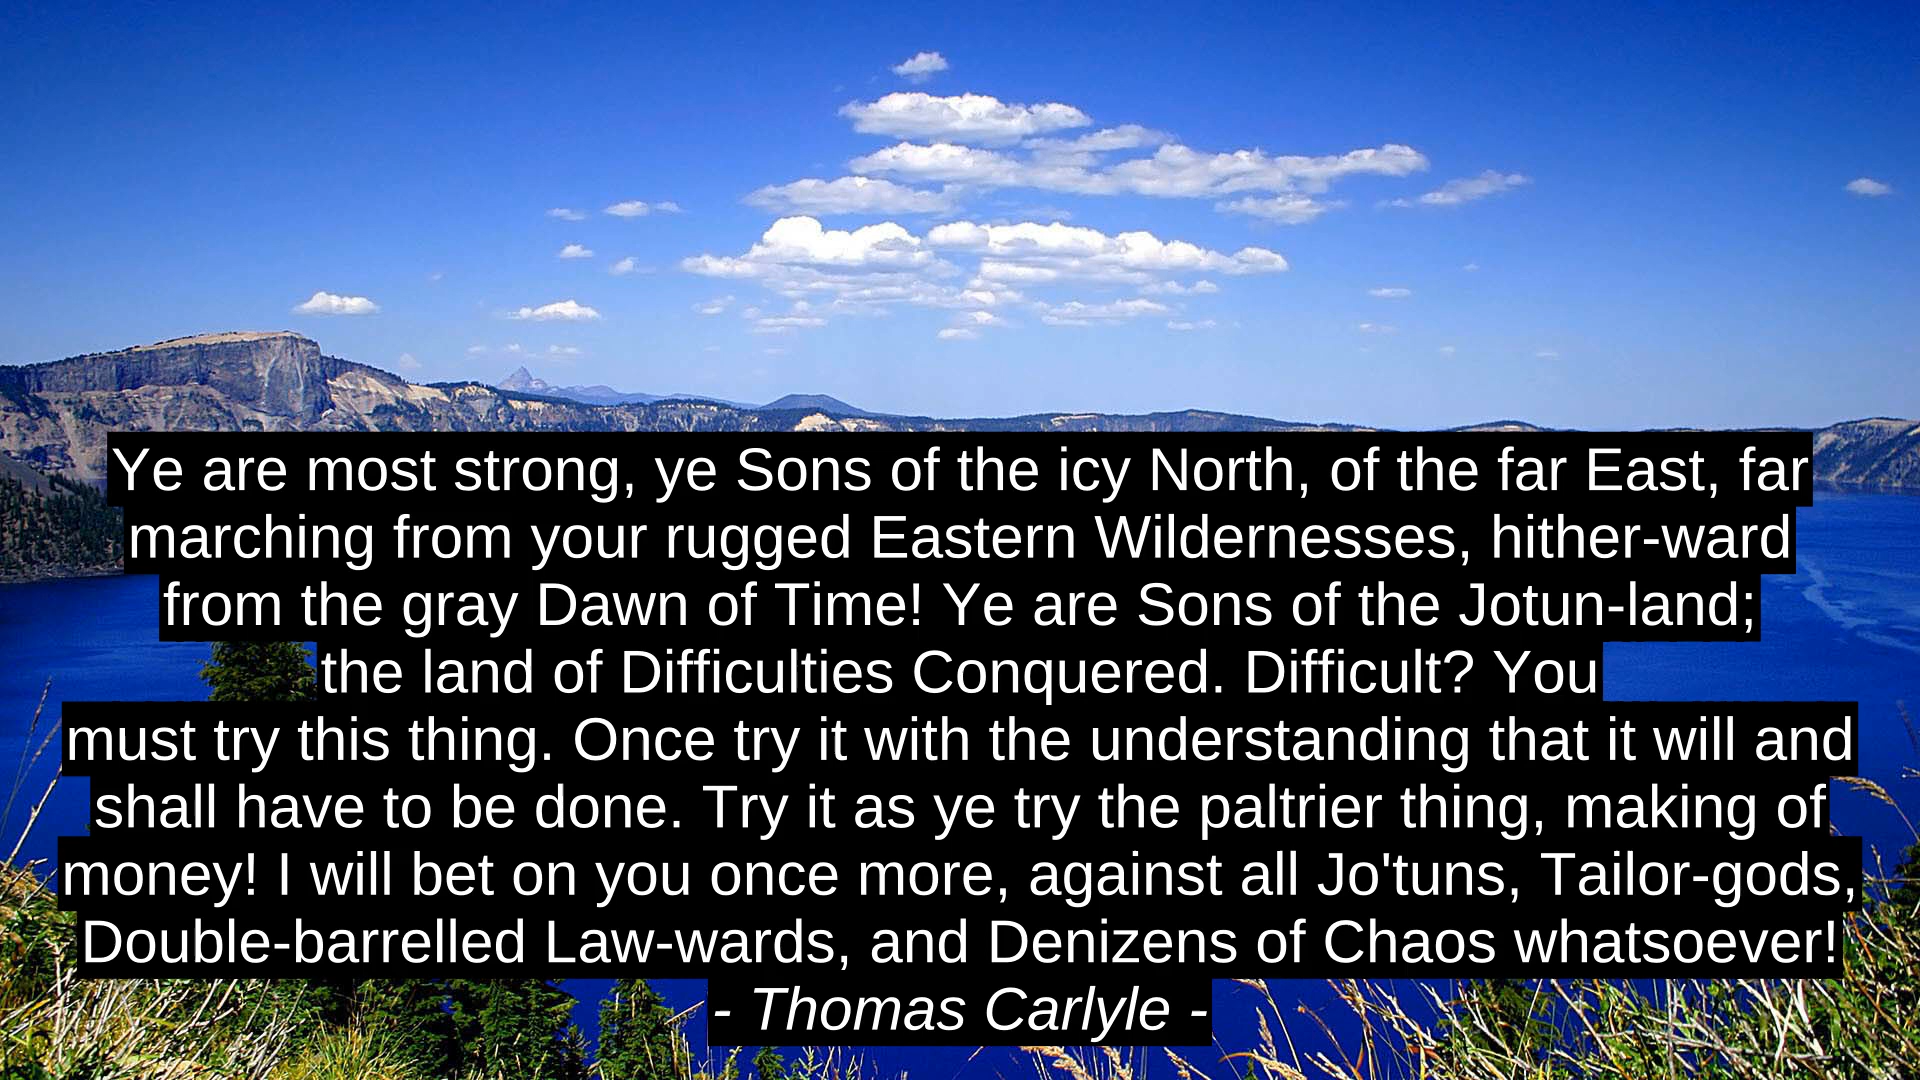 Ye are most strong, ye Sons of the icy North, of the far East, far
marching from your rugged Eastern Wildernesses, hither-ward
from the gray Dawn of Time! Ye are Sons of the Jotun-land;
the land of Difficulties Conquered. Difficult? You
must try this thing. Once try it with the understanding that it will and
shall have to be done. Try it as ye try the paltrier thing, making of
money! I will bet on you once more, against all Jo'tuns, Tailor-gods,
Double-barrelled Law-wards, and Denizens of Chaos whatsoever!
- Thomas Carlyle -